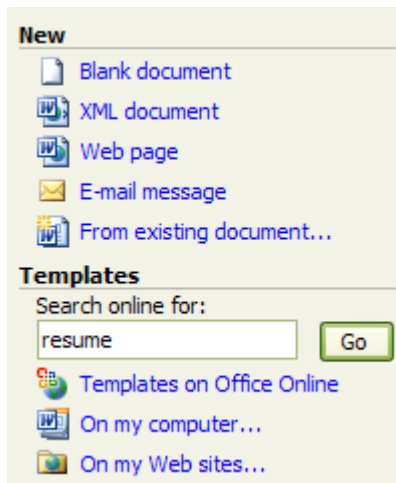 New
Blank document
XML document
Web page
E-mail message
From existing document...
Templates
Search online for:
resume Go
Templates on Office Online
On my computer...
On my Web sites...